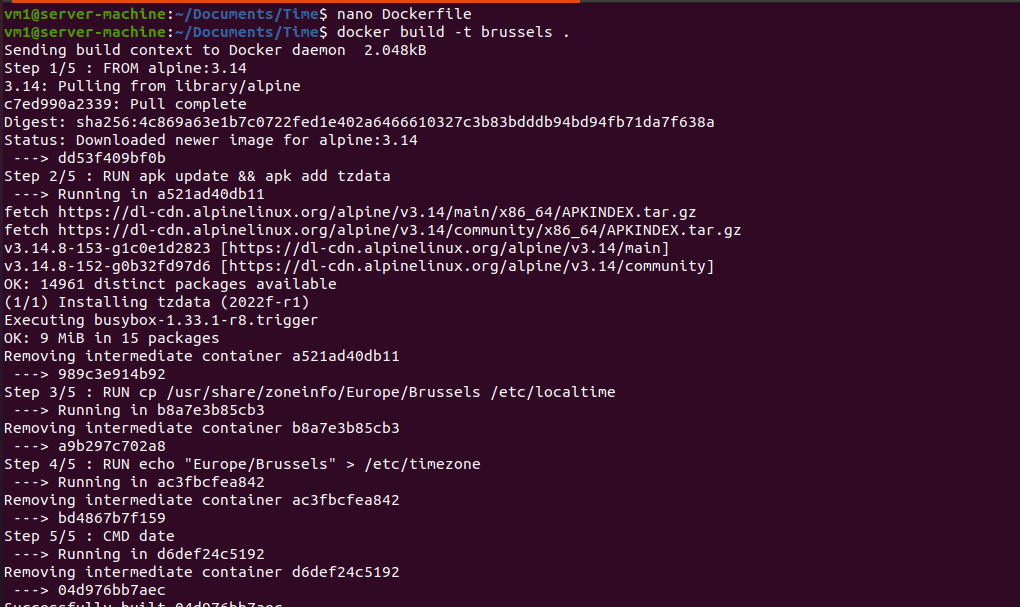 vm1@server-machine:~/Documents/Time$ nano Dockerfile
vm1@server-machine:~/Documents/Time$ docker build -t brussels .
Sending build context to Docker daemon  2.048kB
Step 1/5 : FROM alpine:3.14
3.14: Pulling from library/alpine
c7ed990a2339: Pull complete
Digest: sha256:4c869a63e1b7c0722fed1e402a6466610327c3b83bdddb94bd94fb71da7f638a
Status: Downloaded newer image for alpine:3.14
 ---> dd53f409bf0b
Step 2/5 : RUN apk update && apk add tzdata
 ---> Running in a521ad40db11
fetch https://dl-cdn.alpinelinux.org/alpine/v3.14/main/x86_64/APKINDEX.tar.gz
fetch https://dl-cdn.alpinelinux.org/alpine/v3.14/community/x86_64/APKINDEX.tar.gz
v3.14.8-153-g1c0e1d2823 [https://dl-cdn.alpinelinux.org/alpine/v3.14/main]
v3.14.8-152-g0b32fd97d6 [https://dl-cdn.alpinelinux.org/alpine/v3.14/community]
OK: 14961 distinct packages available
(1/1) Installing tzdata (2022f-r1)
Executing busybox-1.33.1-r8.trigger
OK: 9 MiB in 15 packages
Removing intermediate container a521ad40db11
 ---> 989c3e914b92
Step 3/5 : RUN cp /usr/share/zoneinfo/Europe/Brussels /etc/localtime
 ---> Running in b8a7e3b85cb3
Removing intermediate container b8a7e3b85cb3
 ---> a9b297c702a8
Step 4/5 : RUN echo "Europe/Brussels" > /etc/timezone
 ---> Running in ac3fbcfea842
Removing intermediate container ac3fbcfea842
 ---> bd4867b7f159
Step 5/5 : CMD date
 ---> Running in d6def24c5192
Removing intermediate container d6def24c5192
 ---> 04d976bb7aec
Successfully built 04d976bb7aec